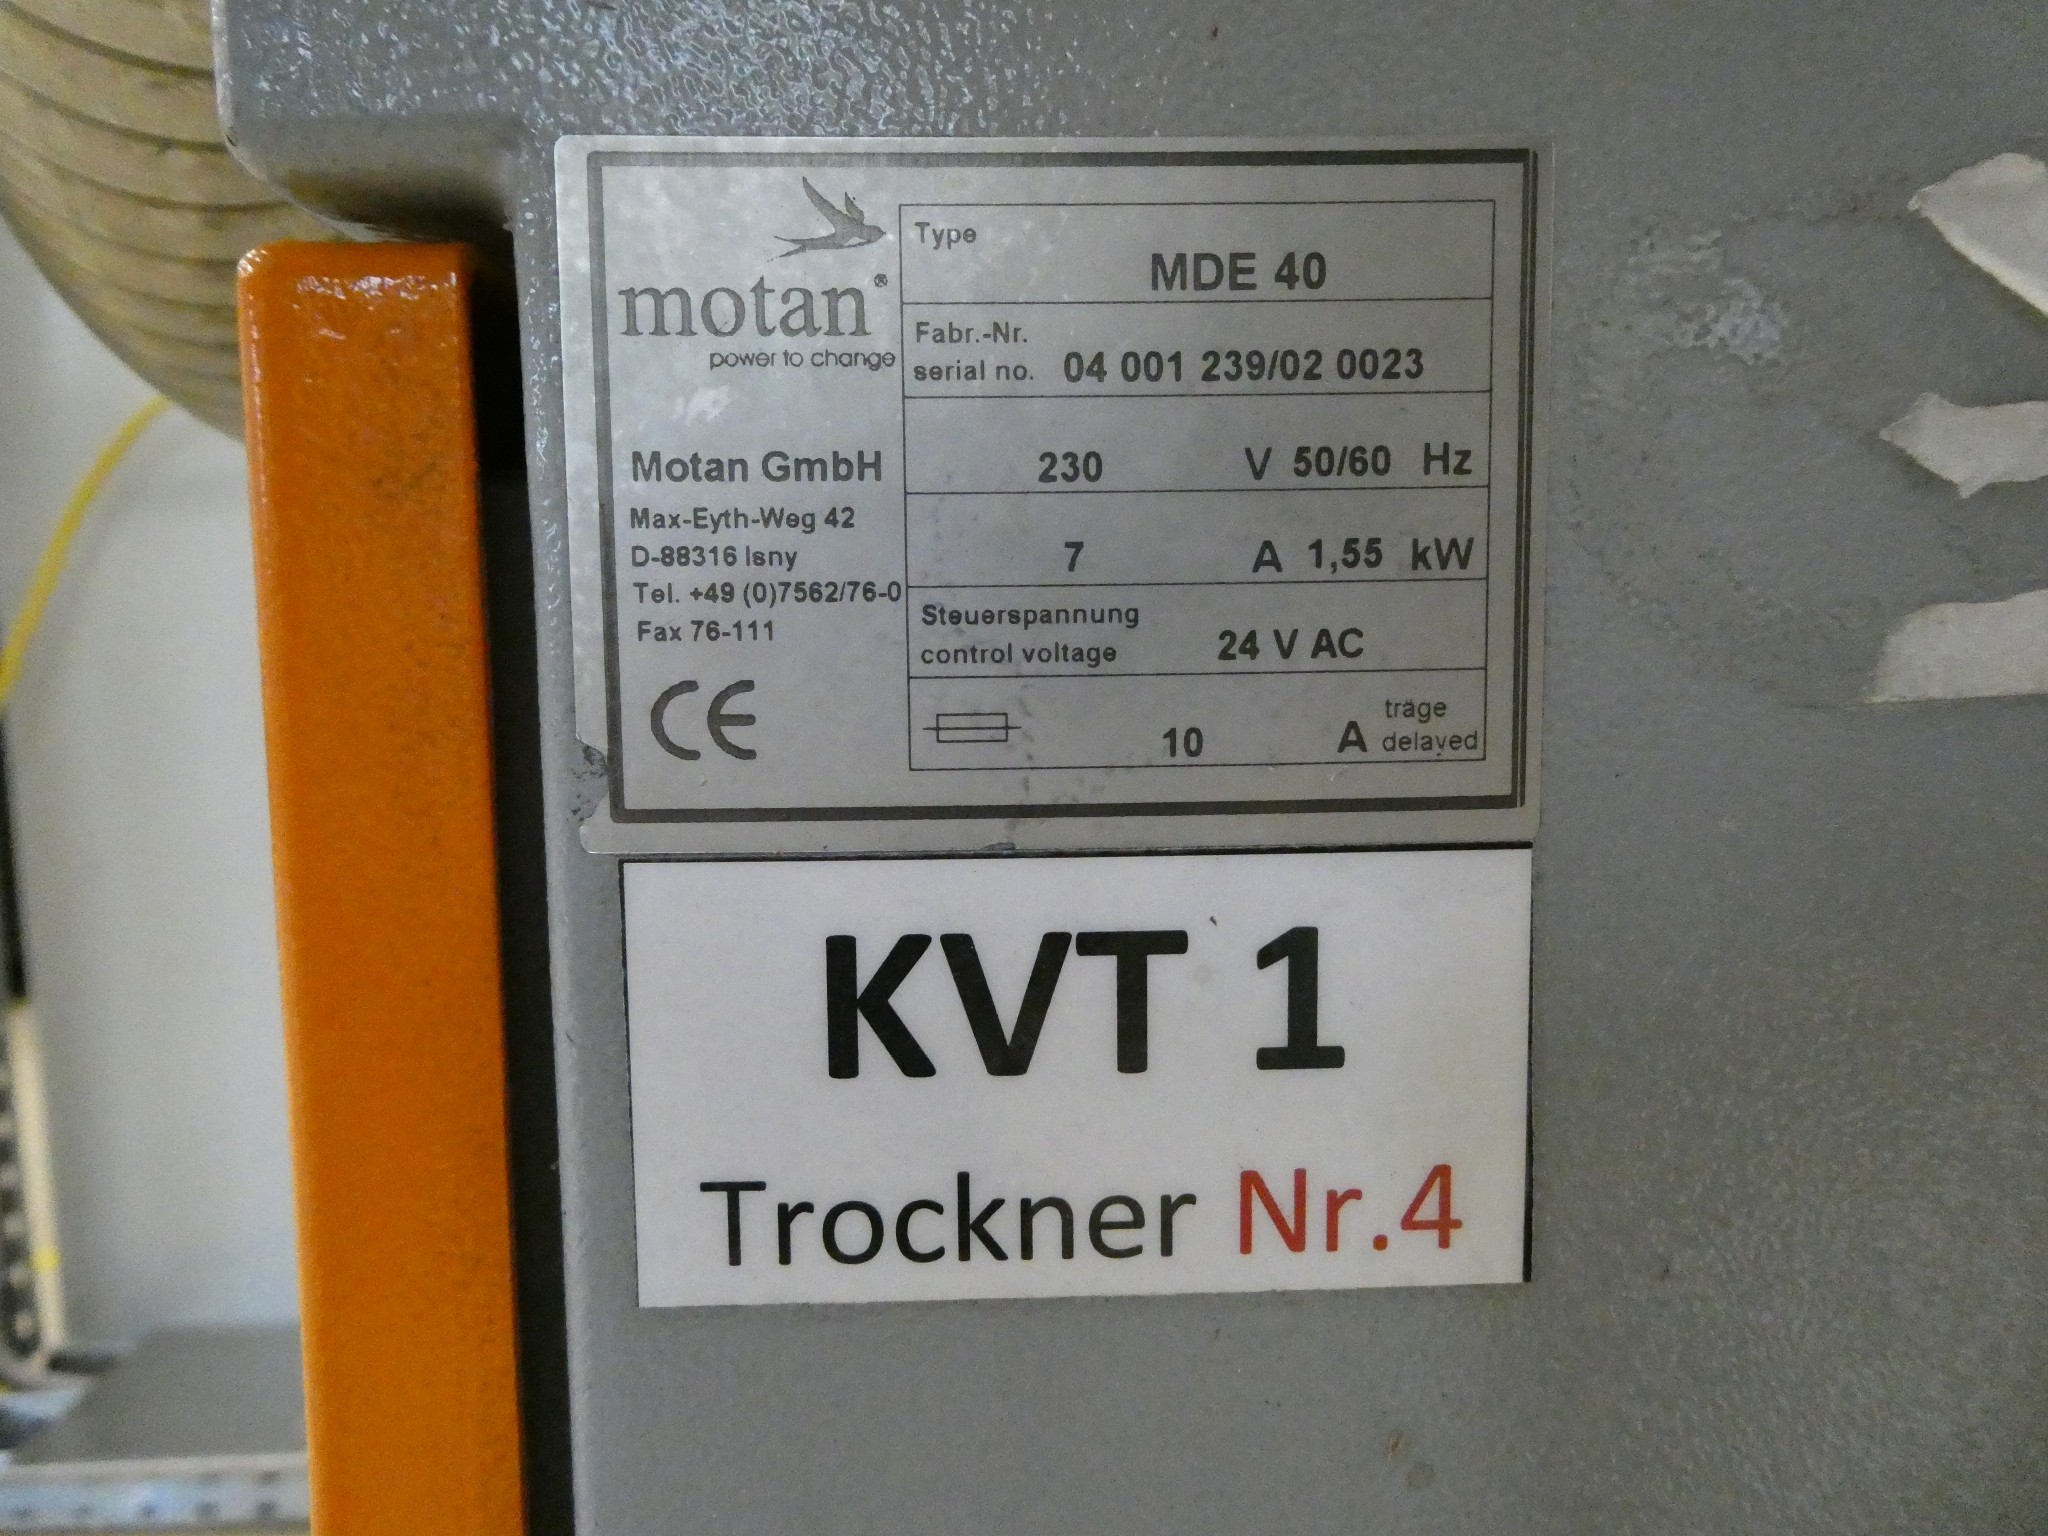 motan®
power to change
Motan GmbH
Max-Eyth-Weg 42
D-88316 Isny
Tel. +49 (0)7562/76-0
Fax 76-111
CE
Type
MDE 40
Fabr.-Nr.
serial no. 04 001 239/02 0023
230 V 50/60 Hz
7 A 1,55 kW
Steuerspannung
control voltage 24 V AC
träge
10 A delayed
KVT 1
Trockner Nr.4